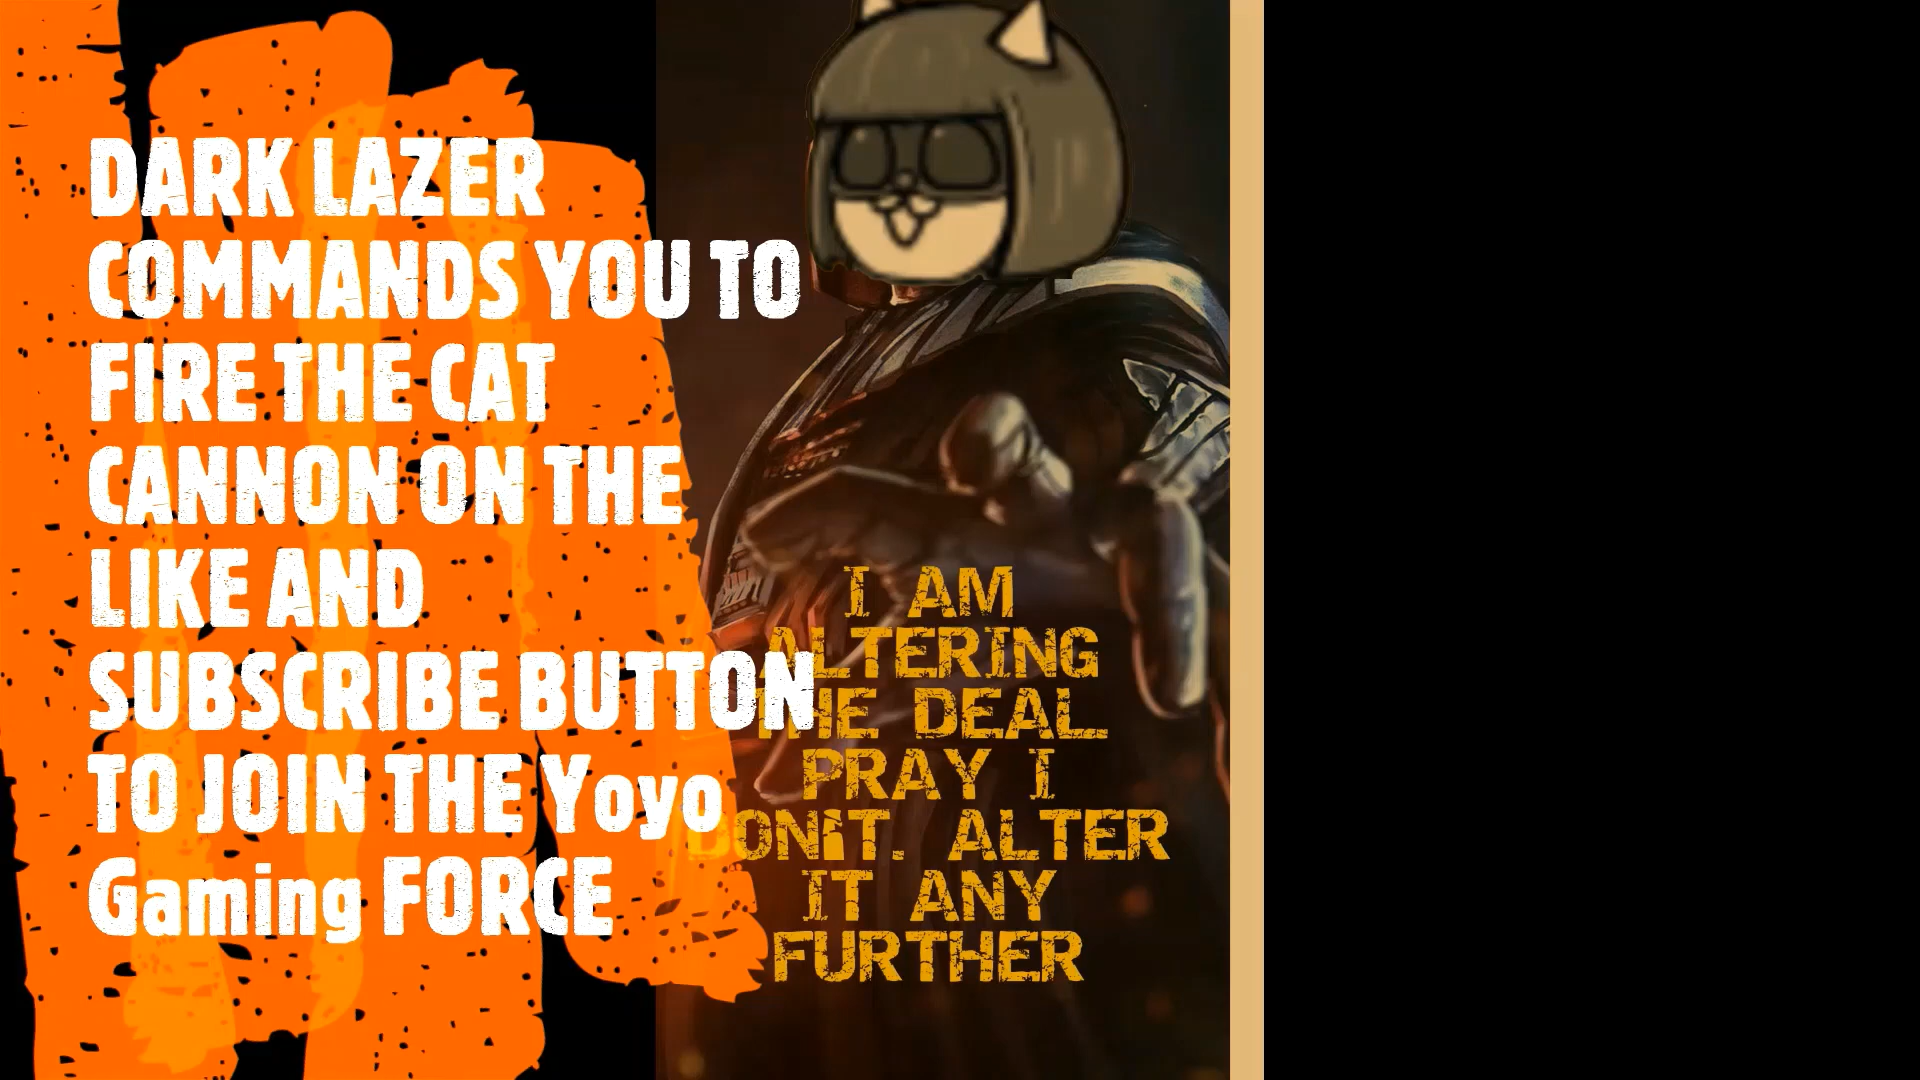 DARK LAZER
COMMANDS YOU TO
FIRE THE CAT
CANNON ON THE
LIKE AND
SUBSCRIBE BUTTON
TO JOIN THE Yoyo
Gaming FORCE
I AM
ALTERING
THE DEAL.
PRAY I
DON'T. ALTER
IT ANY
FURTHER